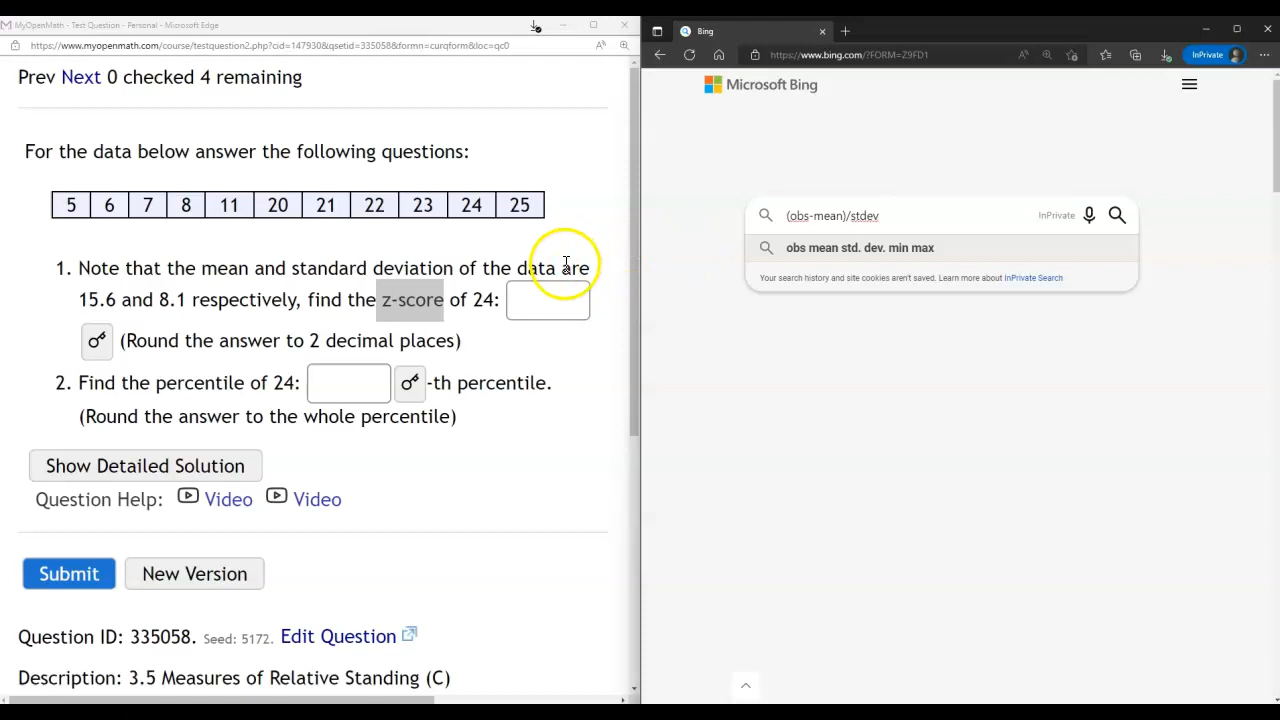 MyOpenMath - Test Question - Personal - Microsoft Edge
https://www.myopenmath.com/course/testquestion2.php?cid=147930&qsetid=335058&formn=curqform&loc=qc0
Prev Next 0 checked 4 remaining
For the data below answer the following questions:
5 6 7 8 11 20 21 22 23 24 25
1. Note that the mean and standard deviation of the data are
15.6 and 8.1 respectively, find the z-score of 24:
(Round the answer to 2 decimal places)
2. Find the percentile of 24: -th percentile.
(Round the answer to the whole percentile)
Show Detailed Solution
Question Help: Video Video
Submit New Version
Question ID: 335058. Seed: 5172. Edit Question
Description: 3.5 Measures of Relative Standing (C)
Bing
https://www.bing.com/?FORM=Z9FD1
InPrivate
Microsoft Bing
(obs-mean)/stdev InPrivate
obs mean std. dev. min max
Your search history and site cookies aren't saved. Learn more about InPrivate Search